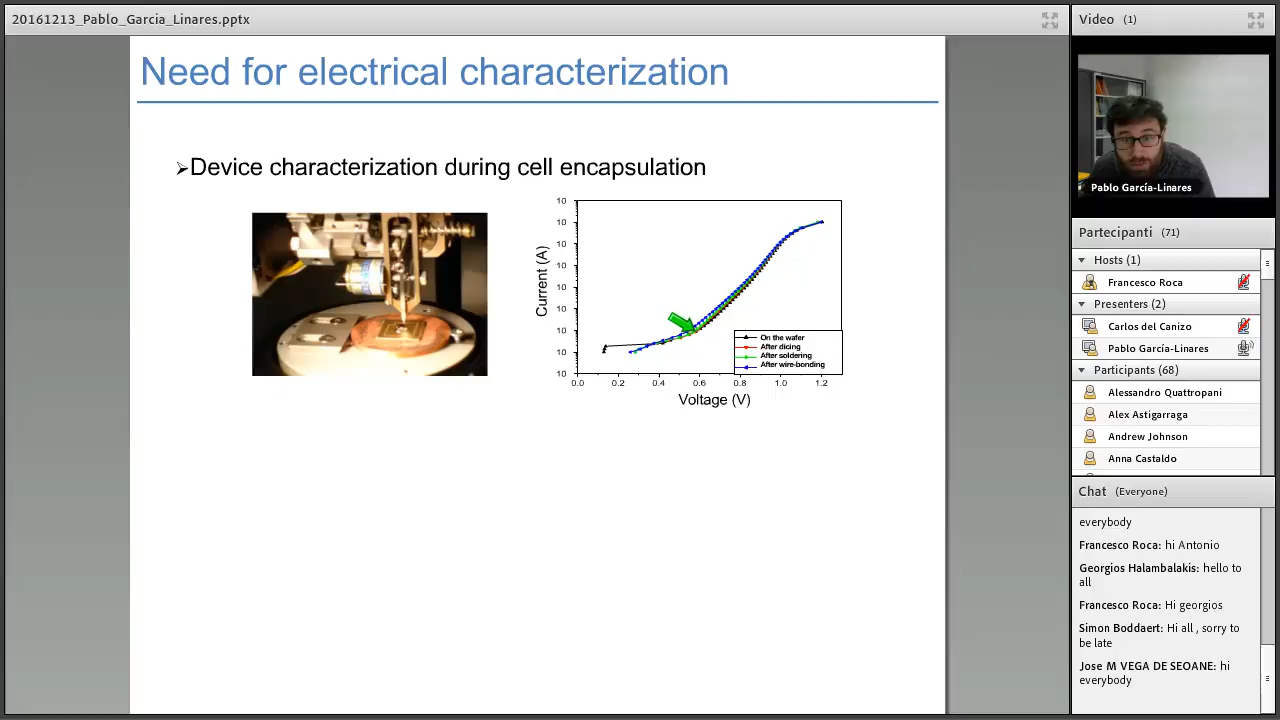 20161213_Pablo_Garcia_Linares.pptx
Need for electrical characterization
Device characterization during cell encapsulation
10
10
10
10
10
10
10
10
10
Current (A)
On the wafer
After dicing
After soldering
After wire-bonding
0.0 0.2 0.4 0.6 0.8 1.0 1.2
Voltage (V)
Video (1)
Pablo García-Linares
Partecipanti (71)
Hosts (1)
Francesco Roca
Presenters (2)
Carlos del Canizo
Pablo García-Linares
Participants (68)
Alessandro Quattropani
Alex Astigarraga
Andrew Johnson
Anna Castaldo
Chat (Everyone)
everybody
Francesco Roca: hi Antonio
Georgios Halambalakis: hello to
all
Francesco Roca: Hi georgios
Simon Boddaert: Hi all , sorry to
be late
Jose M VEGA DE SEOANE: hi
everybody